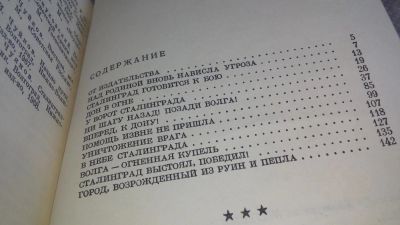 СОДЕРЖАНИЕ
ОТ ИЗДАТЕЛЬСТВА 5
НАД РОДИНОЙ ВНОВЬ НАВИСЛА УГРОЗА 7
СТАЛИНГРАД ГОТОВИТСЯ К БОЮ 13
ДОН В ОГНЕ 19
У ВОРОТ СТАЛИНГРАДА 26
НИ ШАГУ НАЗАД! ПОЗАДИ ВОЛГА! 37
ВПЕРЕД, К ДОНУ! 85
ПОМОЩЬ ИЗВНЕ НЕ ПРИШЛА 99
УНИЧТОЖЕНИЕ ВРАГА 107
В НЕБЕ СТАЛИНГРАДА 118
ВОЛГА — ОГНЕННАЯ КУПЕЛЬ 127
СТАЛИНГРАД ВЫСТОЯЛ, ПОБЕДИЛ! 135
ГОРОД, ВОЗРОЖДЕННЫЙ ИЗ РУИН И ПЕПЛА 142
★ ★ ★